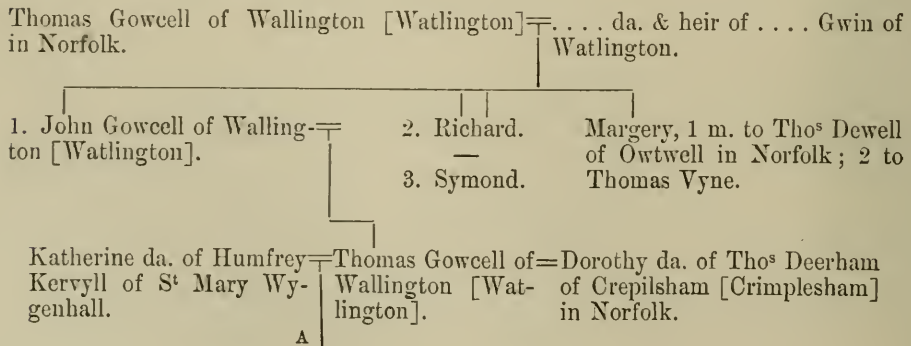 Thomas Gowcell of Wallington [Watlington]=. . . . da. & heir of . . . . Gwin of
in Norfolk. Watlington.
1. John Gowcell of Walling-=
ton [Watlington].
2. Richard.
—
3. Symond.
Margery, 1 m. to Thoˢ Dewell
of Owtwell in Norfolk; 2 to
Thomas Vyne.
Katherine da. of Humfrey=
Kervyll of Sᵗ Mary Wy-
genhall.
Thomas Gowcell of=
Wallington [Wat-
lington].
Dorothy da. of Thoˢ Deerham
of Crepilsham [Crimplesham]
in Norfolk.
A